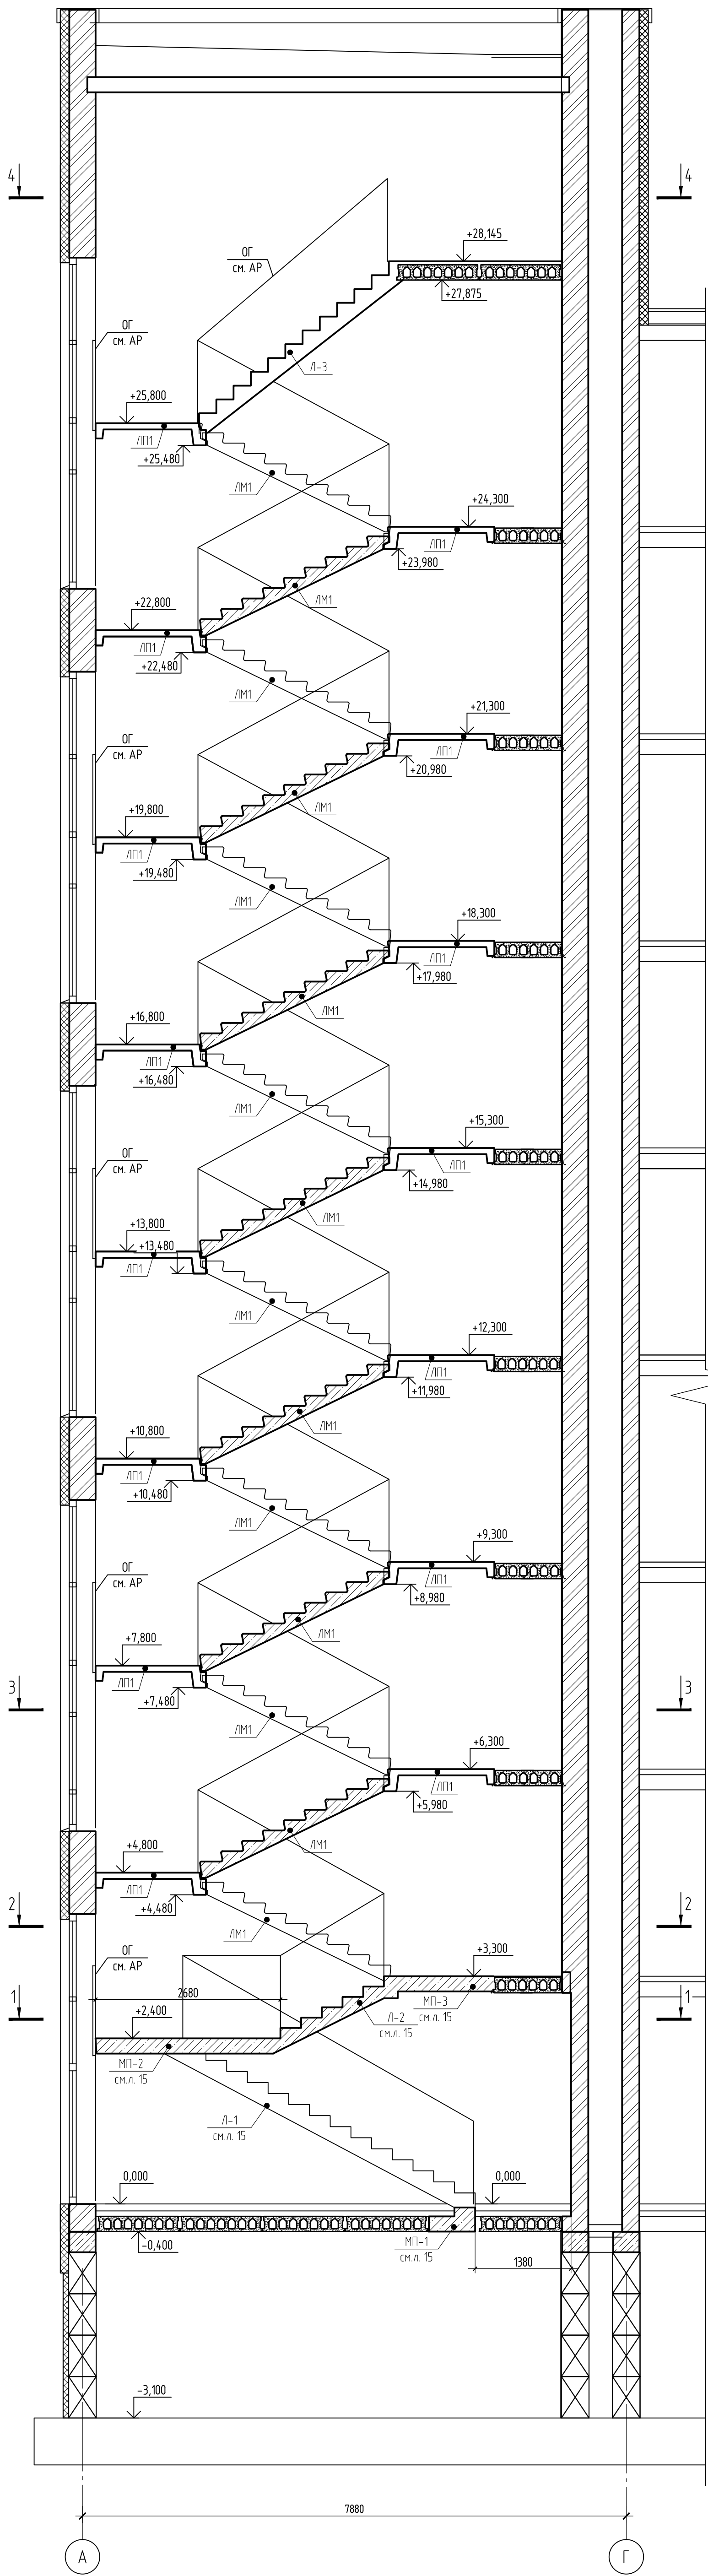 4
4
+28,145
ОГ
см. АР
+27,875
ОГ
см. АР
Л-3
+25,800
ЛП1
+25,480
ЛМ1
+24,300
ЛП1
+23,980
ЛМ1
+22,800
ЛП1
+22,480
ЛМ1
+21,300
ОГ
см. АР
ЛП1
+20,980
ЛМ1
+19,800
ЛП1
+19,480
ЛМ1
+18,300
ЛП1
+17,980
ЛМ1
+16,800
ЛП1
+16,480
ЛМ1
+15,300
ОГ
см. АР
ЛП1
+14,980
ЛМ1
+13,800
+13,480
ЛП1
ЛМ1
+12,300
ЛП1
+11,980
ЛМ1
+10,800
ЛП1
+10,480
ЛМ1
+9,300
ОГ
см. АР
ЛП1
+8,980
ЛМ1
+7,800
ЛП1
+7,480
3
3
ЛМ1
+6,300
ЛП1
+5,980
ЛМ1
+4,800
ЛП1
+4,480
2
2
ЛМ1
ОГ
см. АР
+3,300
2680
1
1
МП-3
см.л. 15
+2,400
Л-2
см.л. 15
МП-2
см.л. 15
Л-1
см.л. 15
0,000
0,000
-0,400
МП-1
см.л. 15
1380
-3,100
7880
А
Г